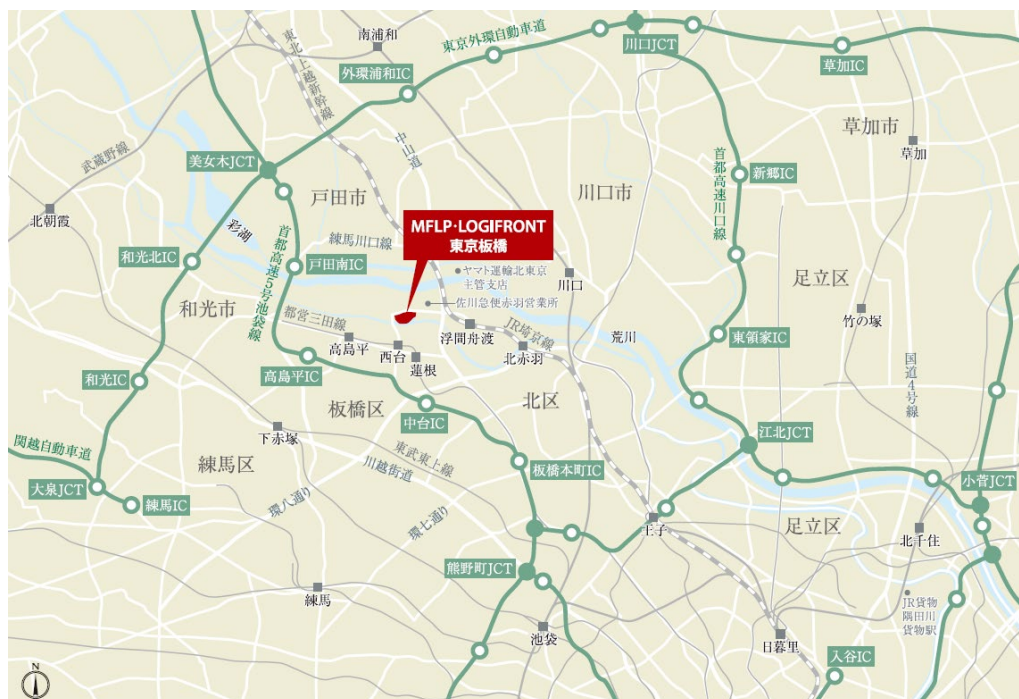 南浦和
東京外環自動車道
川口JCT
草加IC
外環浦和IC
東北・上越新幹線
中山道
草加市
草加
武蔵野線
美女木JCT
戸田市
川口市
首都高速川口線
新郷IC
北朝霞
彩湖
MFLP・LOGIFRONT
東京板橋
練馬川口線
和光北IC
首都高速5号池袋線
戸田南IC
ヤマト運輸北東京
主管支店
川口
足立区
和光市
佐川急便赤羽営業所
都営三田線
竹の塚
高島平
西台
蓮根
浮間舟渡
JR埼京線
北赤羽
荒川
東領家IC
国道4号線
高島平IC
和光IC
板橋区
中台IC
北区
下赤塚
江北JCT
関越自動車道
東武東上線
川越街道
板橋本町IC
練馬区
大泉JCT
練馬IC
環八通り
環七通り
小菅JCT
王子
足立区
北千住
熊野町JCT
練馬
JR貨物
隅田川
貨物駅
池袋
日暮里
入谷IC
N